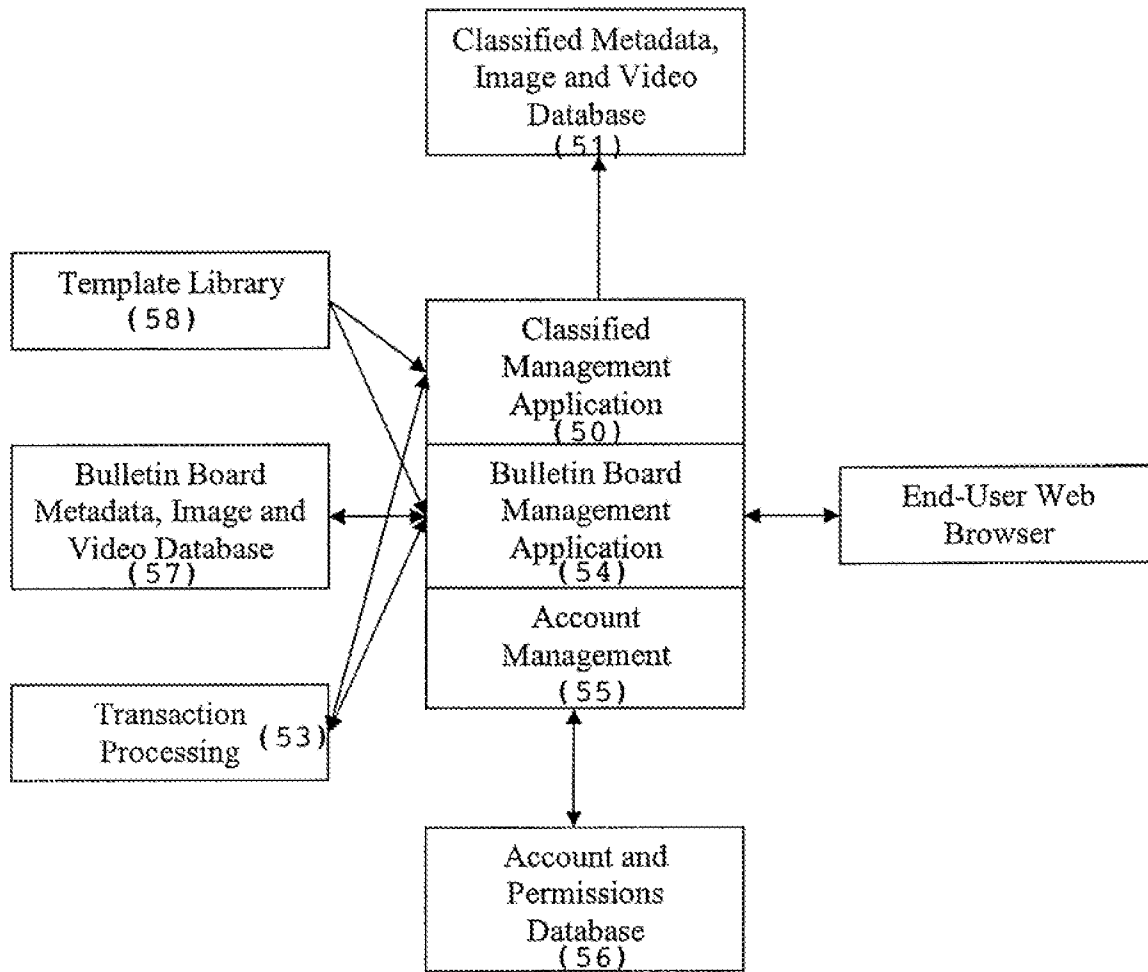 Classified Metadata,
Image and Video
Database
(51)
Template Library
(58)
Classified
Management
Application
(50)
Bulletin Board
Metadata, Image and
Video Database
(57)
Bulletin Board
Management
Application
(54)
End-User Web
Browser
Account
Management
(55)
Transaction
Processing
(53)
Account and
Permissions
Database
(56)